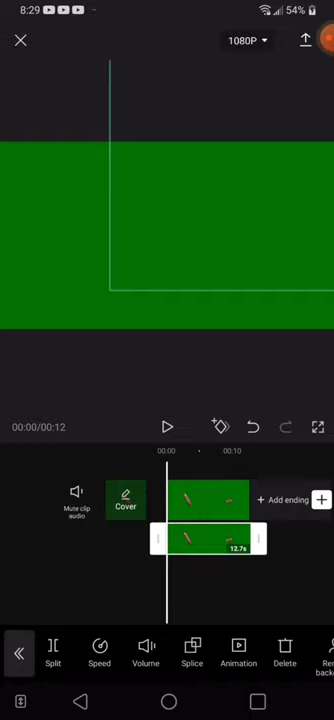 8:29 54%
1080P
00:00/00:12
00:00 00:10
Mute clip
audio
Cover
+ Add ending
12.7s
Split Speed Volume Splice Animation Delete